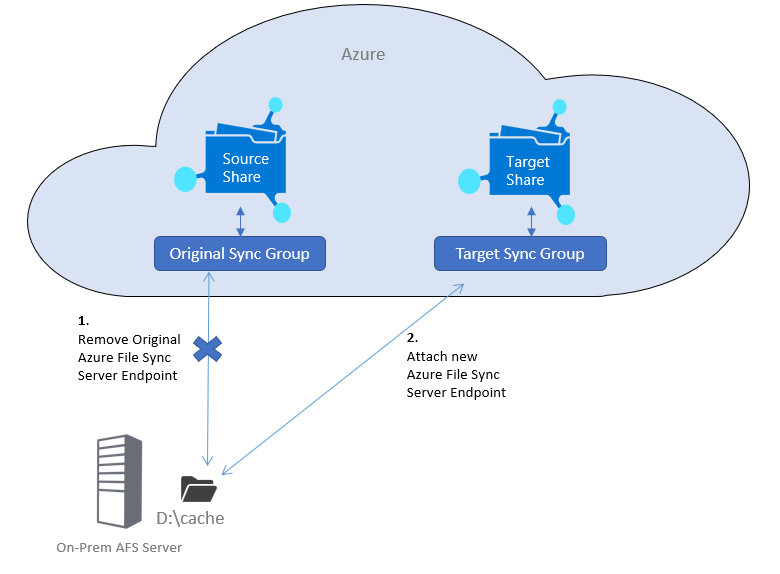 Azure
Source
Share
Target
Share
Original Sync Group
Target Sync Group
1.
Remove Original
Azure File Sync
Server Endpoint
2.
Attach new
Azure File Sync
Server Endpoint
D:\cache
On-Prem AFS Server